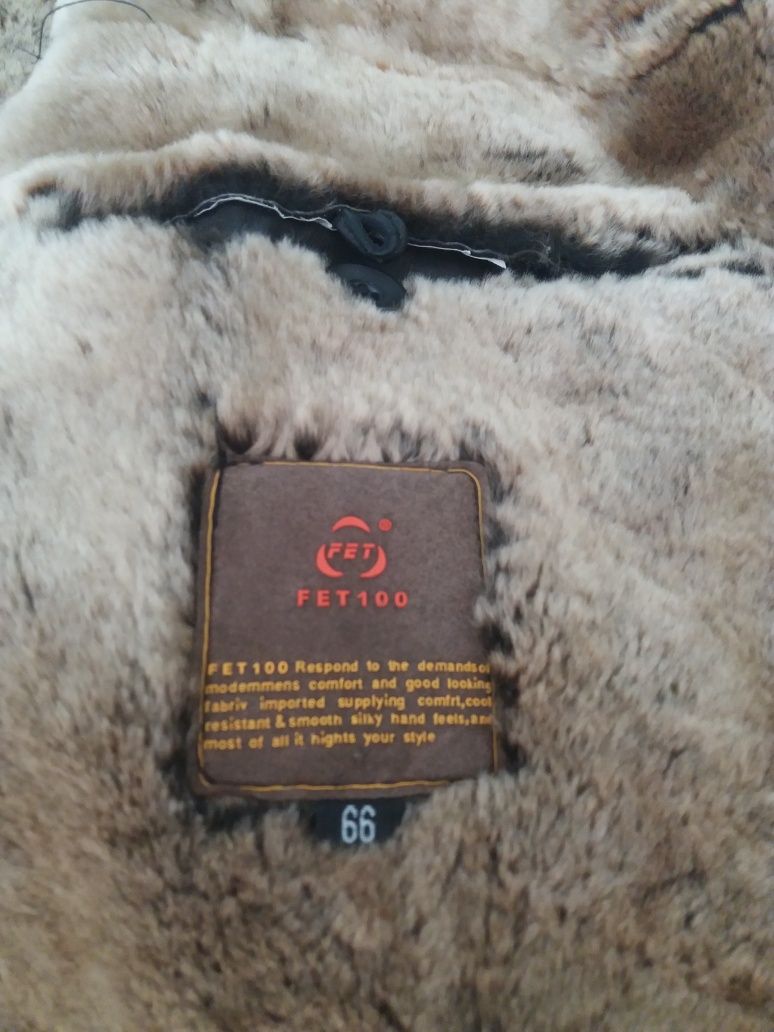 FET
FET100
FET100 Respond to the demandsof
modemmens comfort and good looking
fabriv imported supplying comfrt,cool
resistant & smooth silky hand feels,and
most of all it hights your style
66